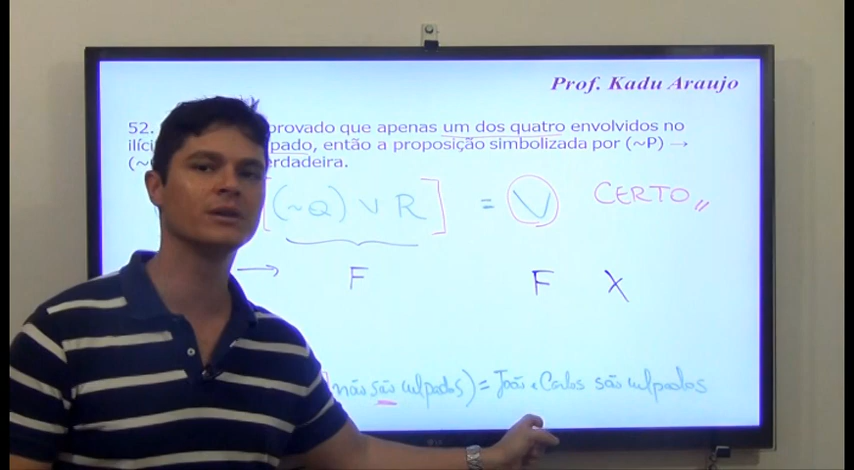 Prof. Kadu Araujo
52. provado que apenas um dos quatro envolvidos no
ilíci pado, então a proposição simbolizada por (~P) →
(~ erdadeira.
[(~Q) ∨ R] = V CERTO //
→ F F X
não são culpados) = João e Carlos são culpados
LG